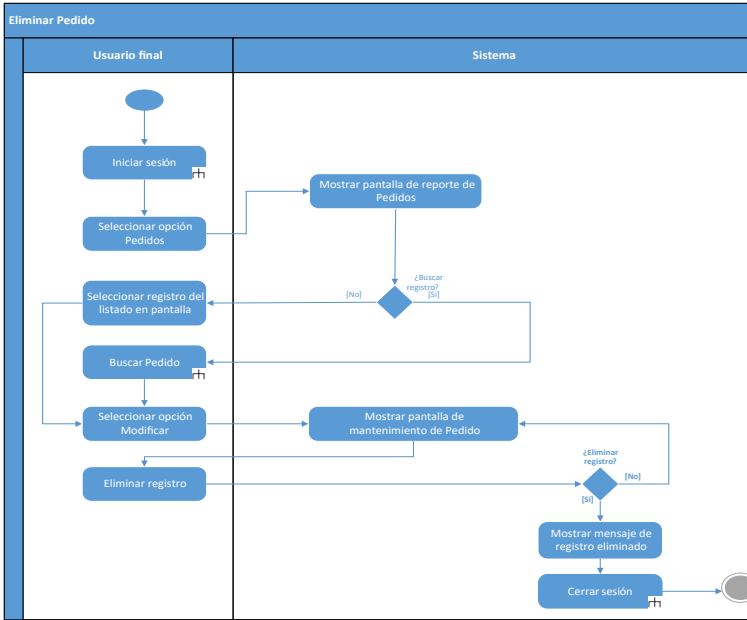 Eliminar Pedido
Usuario final
Sistema
Iniciar sesión
Mostrar pantalla de reporte de
Pedidos
Seleccionar opción
Pedidos
¿Buscar
registro?
[No]
[Si]
Seleccionar registro del
listado en pantalla
Buscar Pedido
Seleccionar opción
Modificar
Mostrar pantalla de
mantenimiento de Pedido
¿Eliminar
registro?
[No]
Eliminar registro
[Si]
Mostrar mensaje de
registro eliminado
Cerrar sesión